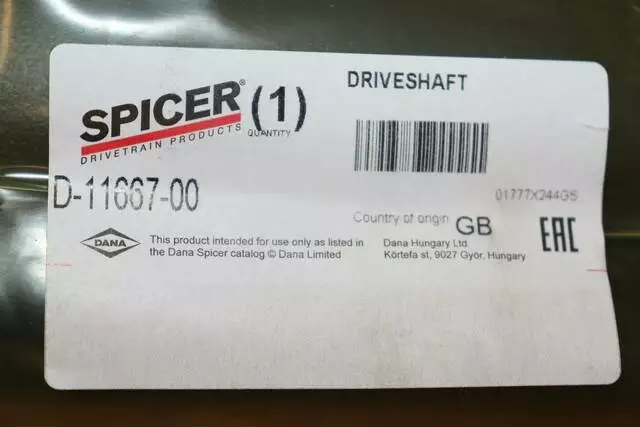 SPICER®
DRIVETRAIN PRODUCTS
(1)
QUANTITY
DRIVESHAFT
D-11667-00
01777X244G5
Country of origin GB
EAC
DANA
This product intended for use only as listed in
the Dana Spicer catalog © Dana Limited
Dana Hungary Ltd.
Körtefa st, 9027 Győr, Hungary